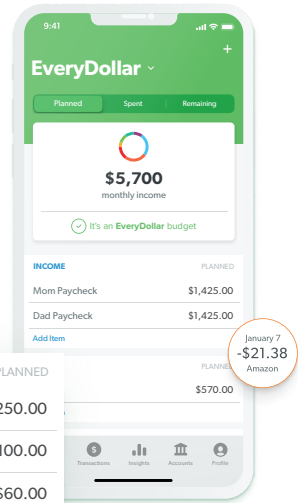 9:41
+
EveryDollar
Planned Spent Remaining
$5,700
monthly income
It's an EveryDollar budget
INCOME PLANNED
Mom Paycheck $1,425.00
Dad Paycheck $1,425.00
Add Item
January 7
-$21.38
Amazon
$570.00
250.00
100.00
$60.00
Transactions Insights Accounts Profile